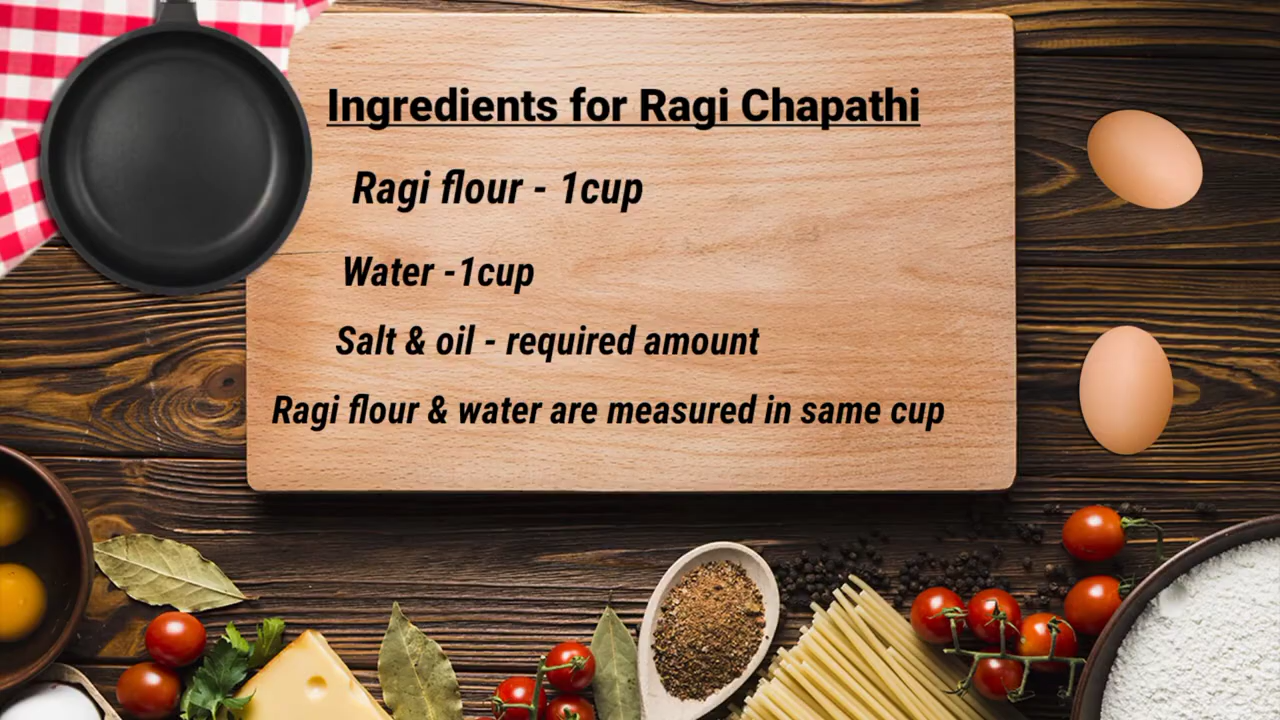 Ingredients for Ragi Chapathi
Ragi flour - 1cup
Water -1cup
Salt & oil - required amount
Ragi flour & water are measured in same cup